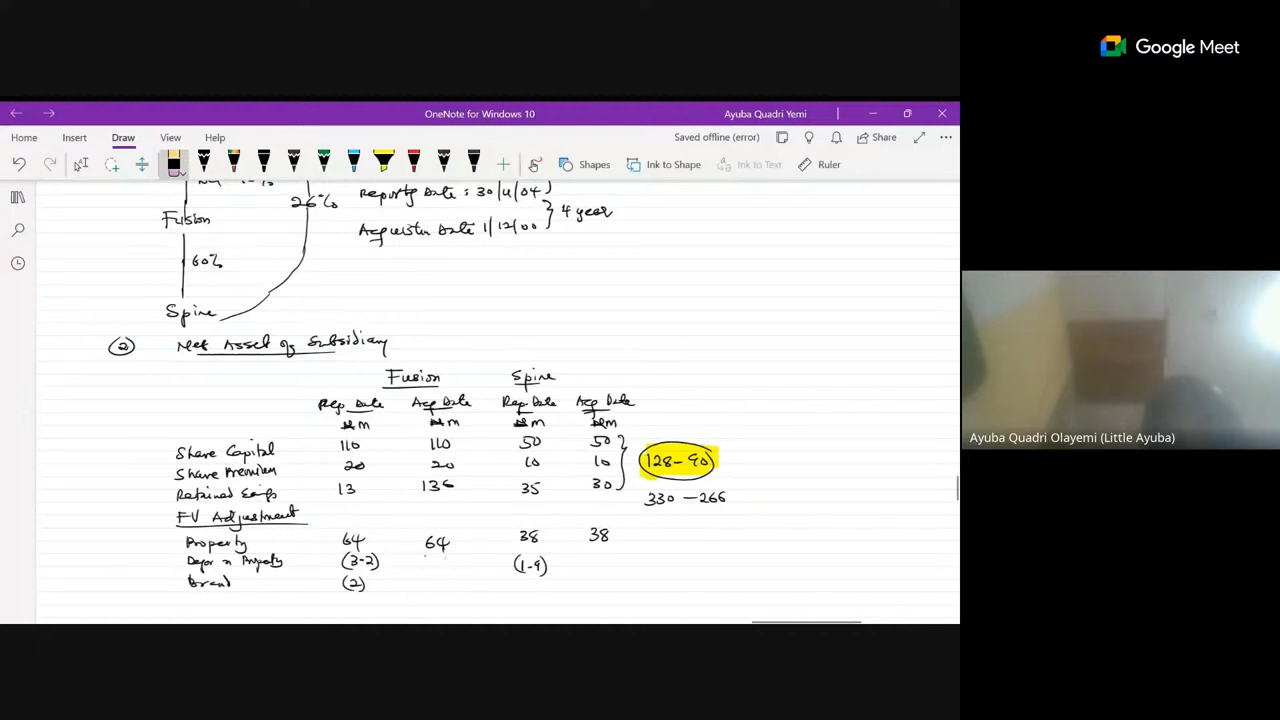 Google Meet
OneNote for Windows 10
Ayuba Quadri Yemi
Home Insert Draw View Help
Saved offline (error)
Share
Shapes
Ink to Shape
Ink to Text
Ruler
26%
Reporting Date : 30/11/04
Fusion
Acquisition Date 1/12/00
4 year
60%
Spine
(2) Net Asset of Subsidiary
Fusion Spine
Rep Date Acq Date Rep Date Acq Date
₦m ₦m ₦m ₦m
Share Capital 110 110 50 50
Share Premium 20 20 10 10
128-90
Retained Earnings 13 136 35 30
330 - 266
FV Adjustment
Property 64 64 38 38
Depr on Property (3-2) (1-9)
Brand (2)
Ayuba Quadri Olayemi (Little Ayuba)